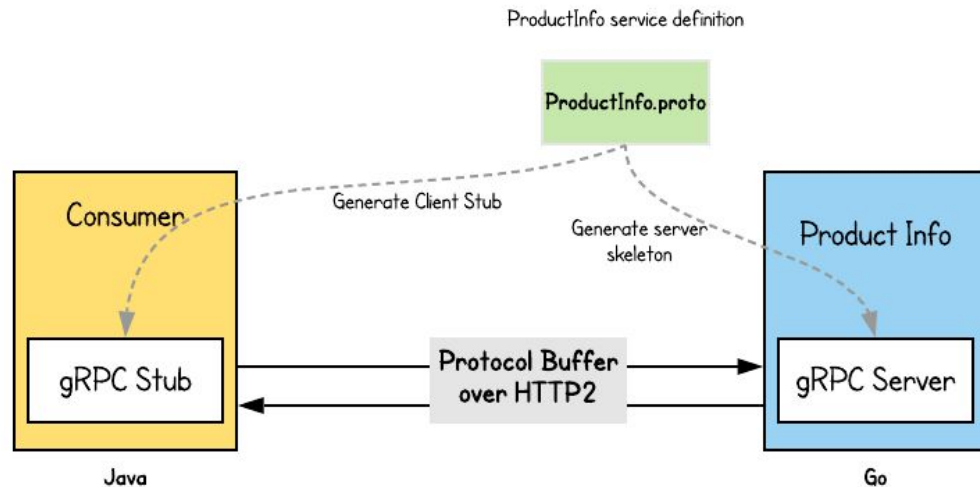 ProductInfo service definition
ProductInfo.proto
Generate Client Stub
Generate server
skeleton
Consumer
Product Info
gRPC Stub
Protocol Buffer
over HTTP2
gRPC Server
Java
Go